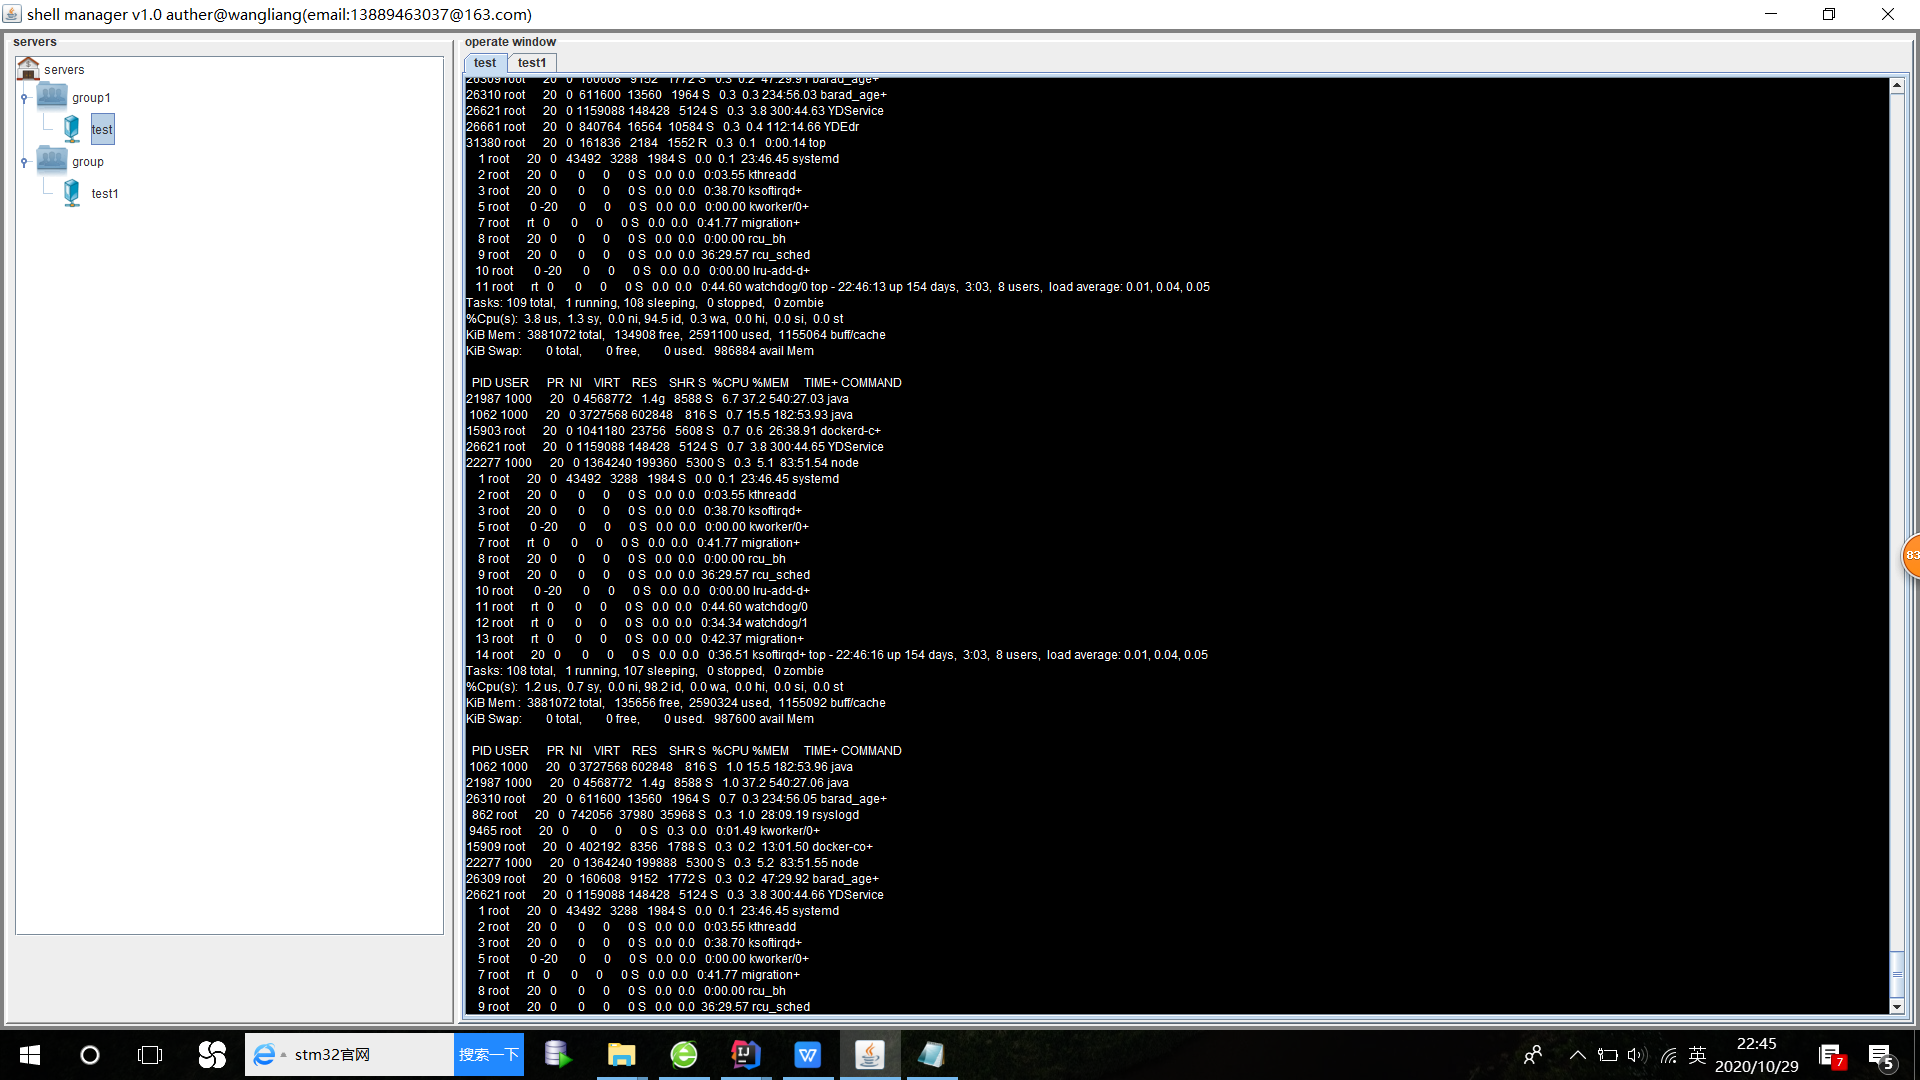 shell manager v1.0 auther@wangliang(email:13889463037@163.com)
servers
servers
group1
test
group
test1
operate window
test test1
26309 root 20 0 160608 9152 1772 S 0.3 0.2 47:29.91 barad_age+
26310 root 20 0 611600 13560 1964 S 0.3 0.3 234:56.03 barad_age+
26621 root 20 0 1159088 148428 5124 S 0.3 3.8 300:44.63 YDService
26661 root 20 0 840764 16564 10584 S 0.3 0.4 112:14.66 YDEdr
31380 root 20 0 161836 2184 1552 R 0.3 0.1 0:00.14 top
1 root 20 0 43492 3288 1984 S 0.0 0.1 23:46.45 systemd
2 root 20 0 0 0 0 S 0.0 0.0 0:03.55 kthreadd
3 root 20 0 0 0 0 S 0.0 0.0 0:38.70 ksoftirqd+
5 root 0 -20 0 0 0 S 0.0 0.0 0:00.00 kworker/0+
7 root rt 0 0 0 0 S 0.0 0.0 0:41.77 migration+
8 root 20 0 0 0 0 S 0.0 0.0 0:00.00 rcu_bh
9 root 20 0 0 0 0 S 0.0 0.0 36:29.57 rcu_sched
10 root 0 -20 0 0 0 S 0.0 0.0 0:00.00 lru-add-d+
11 root rt 0 0 0 0 S 0.0 0.0 0:44.60 watchdog/0 top - 22:46:13 up 154 days, 3:03, 8 users, load average: 0.01, 0.04, 0.05
Tasks: 109 total, 1 running, 108 sleeping, 0 stopped, 0 zombie
%Cpu(s): 3.8 us, 1.3 sy, 0.0 ni, 94.5 id, 0.3 wa, 0.0 hi, 0.0 si, 0.0 st
KiB Mem : 3881072 total, 134908 free, 2591100 used, 1155064 buff/cache
KiB Swap: 0 total, 0 free, 0 used. 986884 avail Mem
PID USER PR NI VIRT RES SHR S %CPU %MEM TIME+ COMMAND
21987 1000 20 0 4568772 1.4g 8588 S 6.7 37.2 540:27.03 java
1062 1000 20 0 3727568 602848 816 S 0.7 15.5 182:53.93 java
15903 root 20 0 1041180 23756 5608 S 0.7 0.6 26:38.91 dockerd-c+
26621 root 20 0 1159088 148428 5124 S 0.7 3.8 300:44.65 YDService
22277 1000 20 0 1364240 199360 5300 S 0.3 5.1 83:51.54 node
1 root 20 0 43492 3288 1984 S 0.0 0.1 23:46.45 systemd
2 root 20 0 0 0 0 S 0.0 0.0 0:03.55 kthreadd
3 root 20 0 0 0 0 S 0.0 0.0 0:38.70 ksoftirqd+
5 root 0 -20 0 0 0 S 0.0 0.0 0:00.00 kworker/0+
7 root rt 0 0 0 0 S 0.0 0.0 0:41.77 migration+
8 root 20 0 0 0 0 S 0.0 0.0 0:00.00 rcu_bh
9 root 20 0 0 0 0 S 0.0 0.0 36:29.57 rcu_sched
10 root 0 -20 0 0 0 S 0.0 0.0 0:00.00 lru-add-d+
11 root rt 0 0 0 0 S 0.0 0.0 0:44.60 watchdog/0
12 root rt 0 0 0 0 S 0.0 0.0 0:34.34 watchdog/1
13 root rt 0 0 0 0 S 0.0 0.0 0:42.37 migration+
14 root 20 0 0 0 0 S 0.0 0.0 0:36.51 ksoftirqd+ top - 22:46:16 up 154 days, 3:03, 8 users, load average: 0.01, 0.04, 0.05
Tasks: 108 total, 1 running, 107 sleeping, 0 stopped, 0 zombie
%Cpu(s): 1.2 us, 0.7 sy, 0.0 ni, 98.2 id, 0.0 wa, 0.0 hi, 0.0 si, 0.0 st
KiB Mem : 3881072 total, 135656 free, 2590324 used, 1155092 buff/cache
KiB Swap: 0 total, 0 free, 0 used. 987600 avail Mem
PID USER PR NI VIRT RES SHR S %CPU %MEM TIME+ COMMAND
1062 1000 20 0 3727568 602848 816 S 1.0 15.5 182:53.96 java
21987 1000 20 0 4568772 1.4g 8588 S 1.0 37.2 540:27.06 java
26310 root 20 0 611600 13560 1964 S 0.7 0.3 234:56.05 barad_age+
862 root 20 0 742056 37980 35968 S 0.3 1.0 28:09.19 rsyslogd
9465 root 20 0 0 0 0 S 0.3 0.0 0:01.49 kworker/0+
15909 root 20 0 402192 8356 1788 S 0.3 0.2 13:01.50 docker-co+
22277 1000 20 0 1364240 199888 5300 S 0.3 5.2 83:51.55 node
26309 root 20 0 160608 9152 1772 S 0.3 0.2 47:29.92 barad_age+
26621 root 20 0 1159088 148428 5124 S 0.3 3.8 300:44.66 YDService
1 root 20 0 43492 3288 1984 S 0.0 0.1 23:46.45 systemd
2 root 20 0 0 0 0 S 0.0 0.0 0:03.55 kthreadd
3 root 20 0 0 0 0 S 0.0 0.0 0:38.70 ksoftirqd+
5 root 0 -20 0 0 0 S 0.0 0.0 0:00.00 kworker/0+
7 root rt 0 0 0 0 S 0.0 0.0 0:41.77 migration+
8 root 20 0 0 0 0 S 0.0 0.0 0:00.00 rcu_bh
9 root 20 0 0 0 0 S 0.0 0.0 36:29.57 rcu_sched
83
stm32官网 搜索一下
英
22:45
2020/10/29
7
5